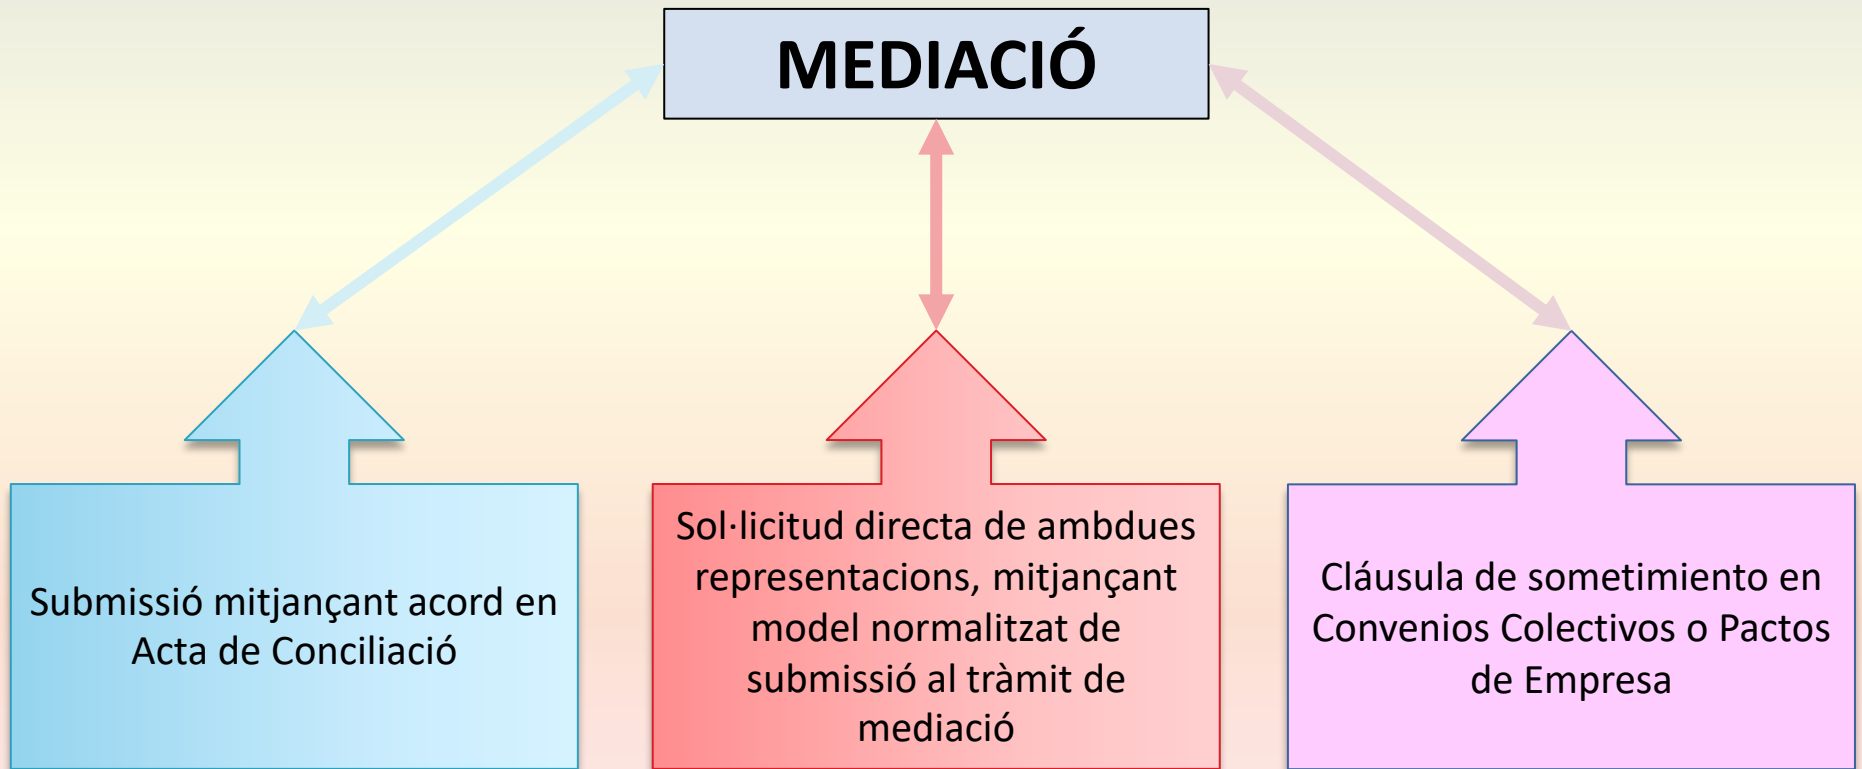 MEDIACIÓ
Submissió mitjançant acord en
Acta de Conciliació
Sol·licitud directa de ambdues
representacions, mitjançant
model normalitzat de
submissió al tràmit de
mediació
Cláusula de sometimiento en
Convenios Colectivos o Pactos
de Empresa